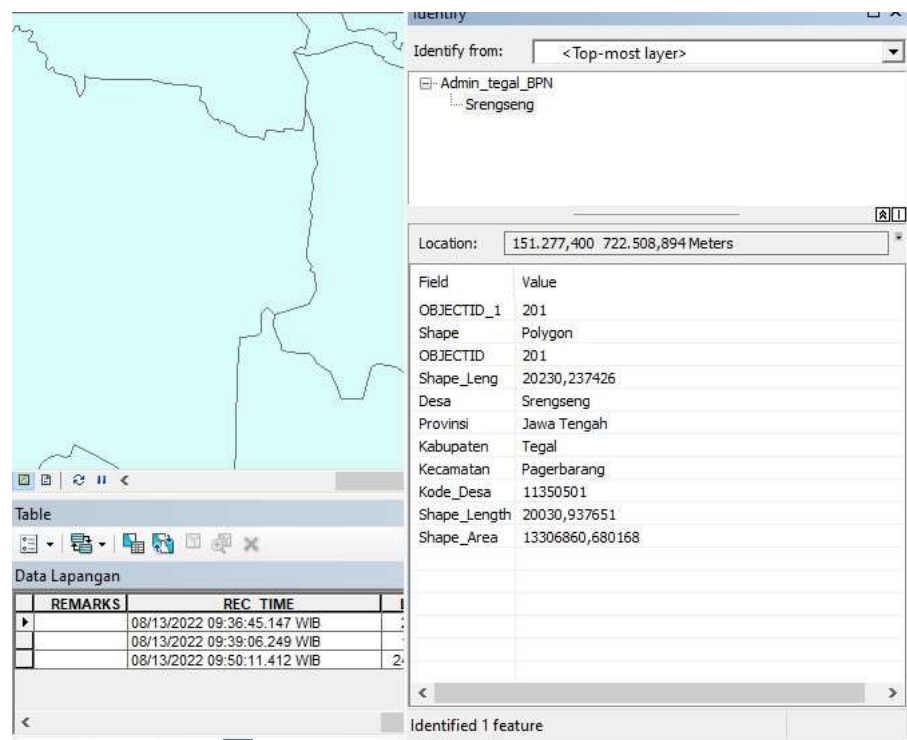 Identify
Identify from: <Top-most layer>
Admin_tegal_BPN
Srengseng
Location: 151.277,400 722.508,894 Meters
Field Value
OBJECTID_1 201
Shape Polygon
OBJECTID 201
Shape_Leng 20230,237426
Desa Srengseng
Provinsi Jawa Tengah
Kabupaten Tegal
Kecamatan Pagerbarang
Kode_Desa 11350501
Shape_Length 20030,937651
Shape_Area 13306860,680168
Identified 1 feature
Table
Data Lapangan
REMARKS REC_TIME
08/13/2022 09:36:45.147 WIB
08/13/2022 09:39:06.249 WIB
08/13/2022 09:50:11.412 WIB